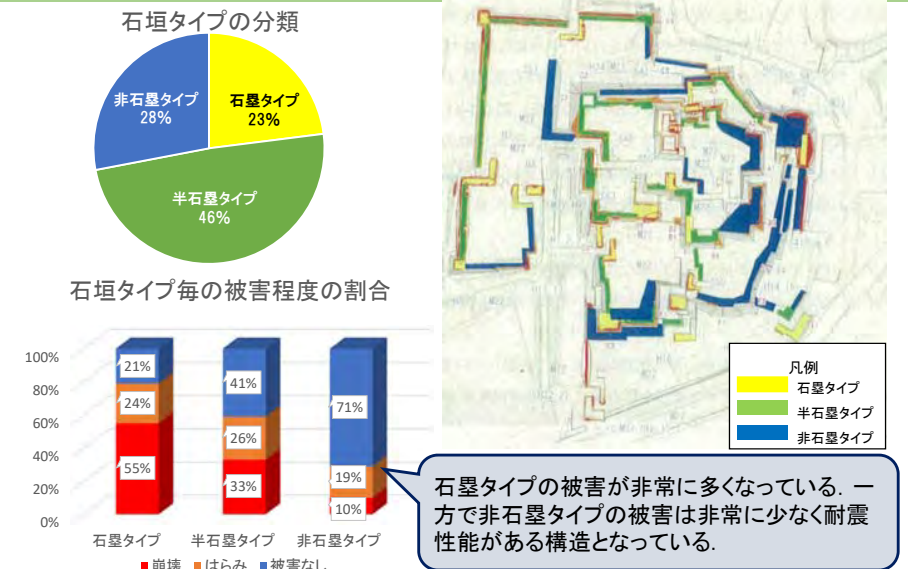 石垣タイプの分類
非石塁タイプ
28%
石塁タイプ
23%
半石塁タイプ
46%
石垣タイプ毎の被害程度の割合
100%
80%
60%
40%
20%
0%
21%
24%
55%
41%
26%
33%
71%
19%
10%
石塁タイプ 半石塁タイプ 非石塁タイプ
崩壊 はらみ 被害なし
凡例
石塁タイプ
半石塁タイプ
非石塁タイプ
石塁タイプの被害が非常に多くなっている．一
方で非石塁タイプの被害は非常に少なく耐震
性能がある構造となっている．